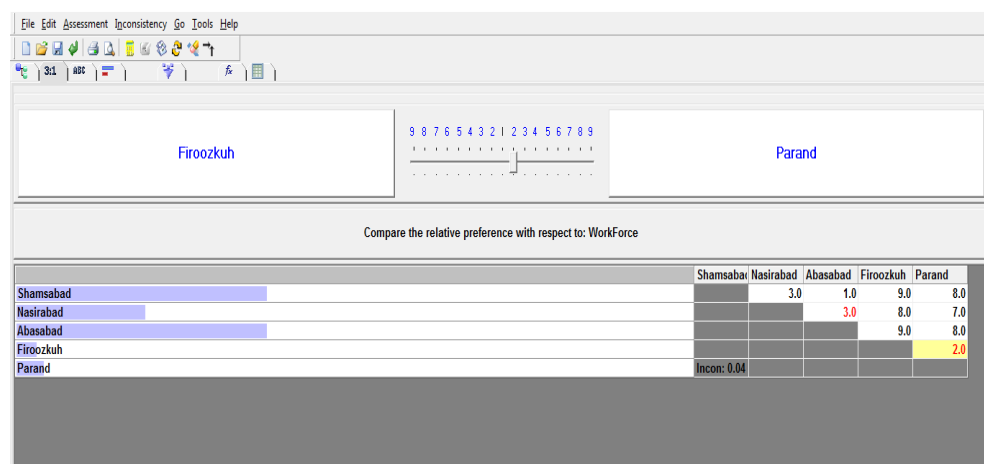 File Edit Assessment Inconsistency Go Tools Help
3:1 ABC fx
Firoozkuh
9 8 7 6 5 4 3 2 1 2 3 4 5 6 7 8 9
Parand
Compare the relative preference with respect to: WorkForce
Shamsabad Nasirabad Abasabad Firoozkuh Parand
Shamsabad 3.0 1.0 9.0 8.0
Nasirabad 3.0 8.0 7.0
Abasabad 9.0 8.0
Firoozkuh 2.0
Parand Incon: 0.04